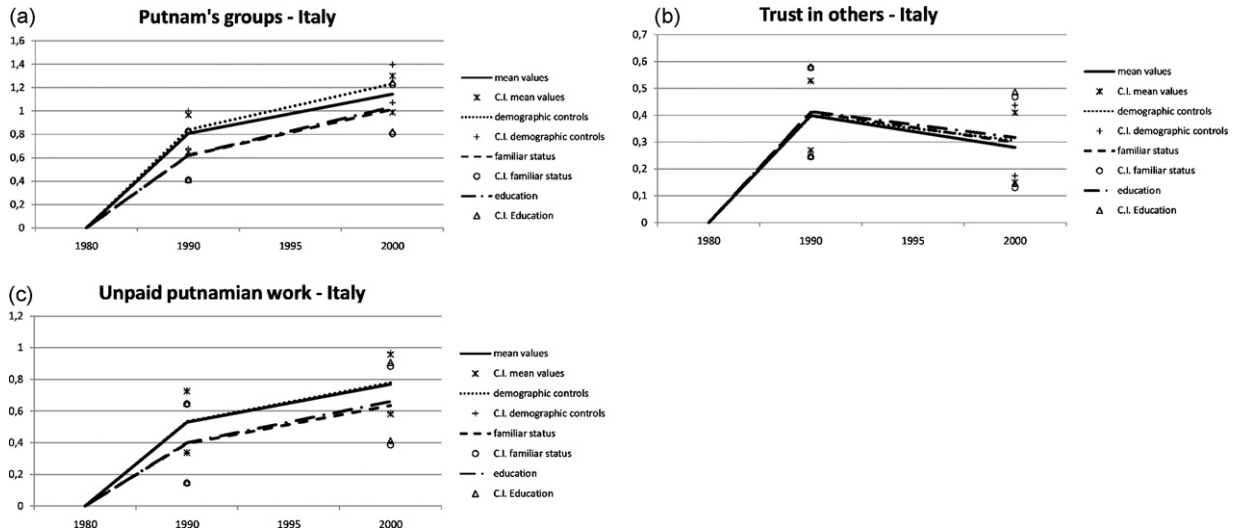 (a)
Putnam's groups - Italy
1,6
1,4
1,2
1
0,8
0,6
0,4
0,2
0
1980
1990
1995
2000
mean values
C.I. mean values
demographic controls
C.I. demographic controls
familiar status
C.I. familiar status
education
C.I. Education
(b)
Trust in others - Italy
0,7
0,6
0,5
0,4
0,3
0,2
0,1
0
1980
1990
1995
2000
mean values
C.I. mean values
demographic controls
C.I. demographic controls
familiar status
C.I. familiar status
education
C.I. Education
(c)
Unpaid putnamian work - Italy
1,2
1
0,8
0,6
0,4
0,2
0
1980
1990
1995
2000
mean values
C.I. mean values
demographic controls
C.I. demographic controls
familiar status
C.I. familiar status
education
C.I. Education